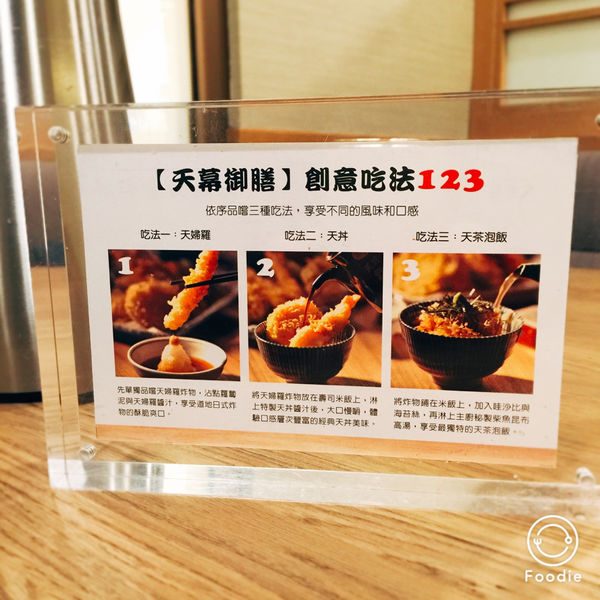 【天幕御膳】創意吃法123
依序品嚐三種吃法，享受不同的風味和口感
吃法一：天婦羅
吃法二：天丼
吃法三：天茶泡飯
1
2
3
先單獨品嚐天婦羅炸物，沾點蘿蔔
泥與天婦羅醬汁，享受道地日式炸
物的酥脆爽口。
將天婦羅炸物放在壽司米飯上，淋
上特製天丼醬汁後，大口慢嚼，體
驗口感層次豐富的經典天丼美味。
將炸物鋪在米飯上，加入哇沙比與
海苔絲，再淋上主廚秘製柴魚昆布
高湯，享受最獨特的天茶泡飯。
Foodie